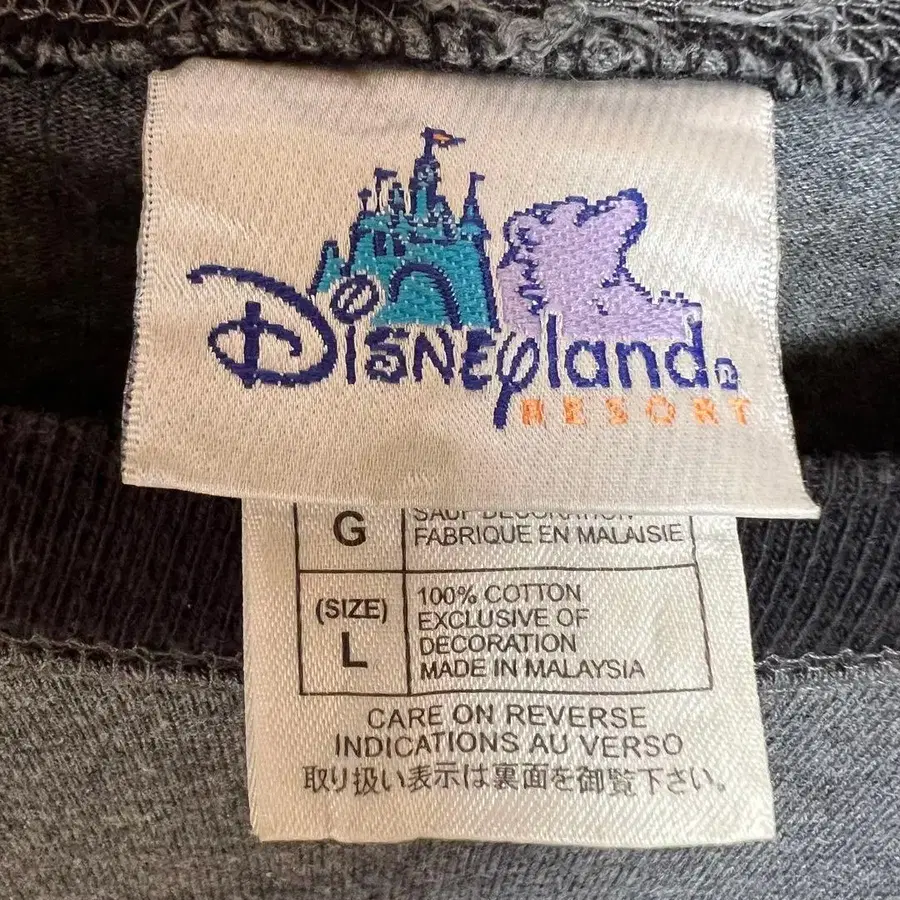 Disneyland®
RESORT
G
SAUF DECORATION
FABRIQUE EN MALAISIE
(SIZE)
L
100% COTTON
EXCLUSIVE OF
DECORATION
MADE IN MALAYSIA
CARE ON REVERSE
INDICATIONS AU VERSO
取り扱い表示は裏面を御覧下さい。